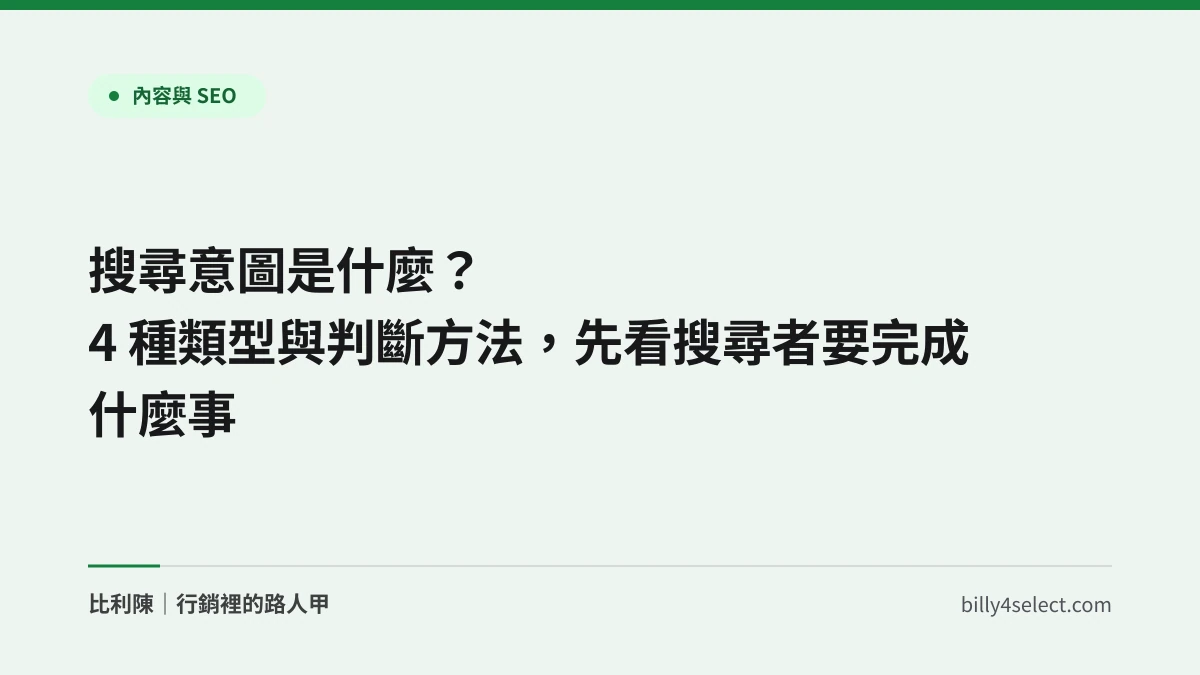 內容與 SEO
搜尋意圖是什麼？
4 種類型與判斷方法，先看搜尋者要完成
什麼事
比利陳｜行銷裡的路人甲
billy4select.com